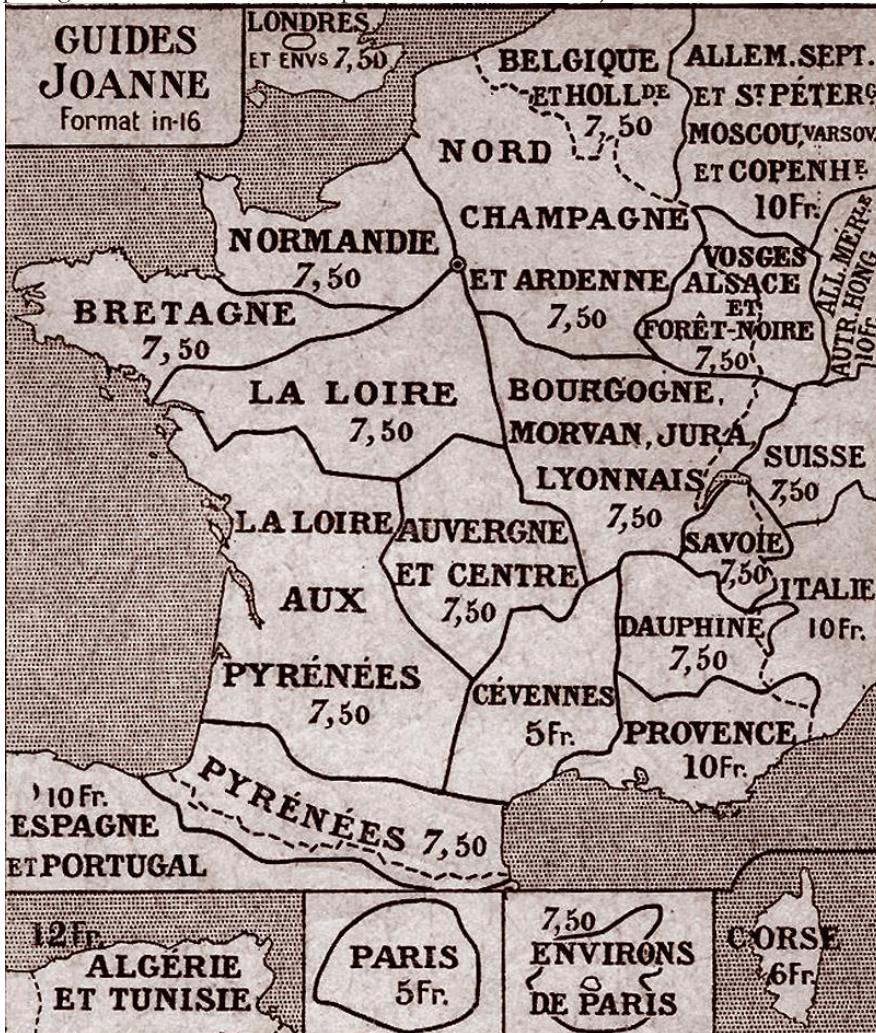 GUIDES
JOANNE
Format in-16
LONDRES
ET ENVS 7,50
BELGIQUE
ET HOLLDE
7,50
ALLEM. SEPT.
ET ST PÉTERG
MOSCOU, VARSOV.
ET COPENHE
10 Fr.
NORD
CHAMPAGNE
ET ARDENNE
7,50
NORMANDIE
7,50
VOSGES
ALSACE
ET
FORÊT-NOIRE
7,50
ALL. MÉRLE
AUTR. HONG
10 Fr.
BRETAGNE
7,50
LA LOIRE
7,50
BOURGOGNE,
MORVAN, JURA,
LYONNAIS
7,50
SUISSE
7,50
LA LOIRE
AUX
PYRÉNÉES
7,50
AUVERGNE
ET CENTRE
7,50
SAVOIE
7,50
ITALIE
10 Fr.
DAUPHINÉ
7,50
CÉVENNES
5 Fr.
PROVENCE
10 Fr.
PYRÉNÉES 7,50
10 Fr.
ESPAGNE
ET PORTUGAL
12 Fr.
ALGÉRIE
ET TUNISIE
PARIS
5 Fr.
7,50
ENVIRONS
DE PARIS
CORSE
6 Fr.